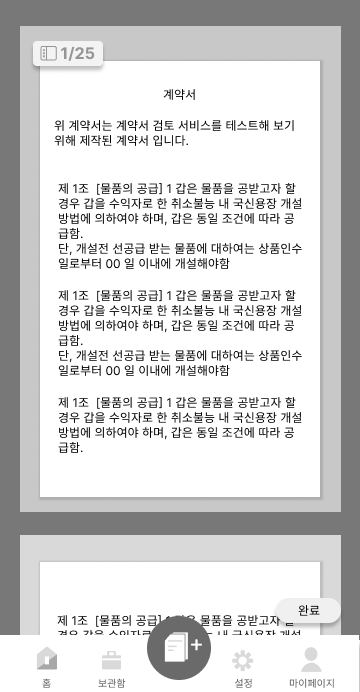 1/25
계약서
위 계약서는 계약서 검토 서비스를 테스트해 보기
위해 제작된 계약서 입니다.
제 1조 [물품의 공급] 1 갑은 물품을 공받고자 할
경우 갑을 수익자로 한 취소불능 내 국신용장 개설
방법에 의하여야 하며, 갑은 동일 조건에 따라 공
급함.
단, 개설전 선공급 받는 물품에 대하여는 상품인수
일로부터 00 일 이내에 개설해야함
제 1조 [물품의 공급] 1 갑은 물품을 공받고자 할
경우 갑을 수익자로 한 취소불능 내 국신용장 개설
방법에 의하여야 하며, 갑은 동일 조건에 따라 공
급함.
단, 개설전 선공급 받는 물품에 대하여는 상품인수
일로부터 00 일 이내에 개설해야함
제 1조 [물품의 공급] 1 갑은 물품을 공받고자 할
경우 갑을 수익자로 한 취소불능 내 국신용장 개설
방법에 의하여야 하며, 갑은 동일 조건에 따라 공
급함.
완료
제 1조 [물품의 공급] 1 갑은 물품을 공받고자 할
홈
보관함
설정
마이페이지